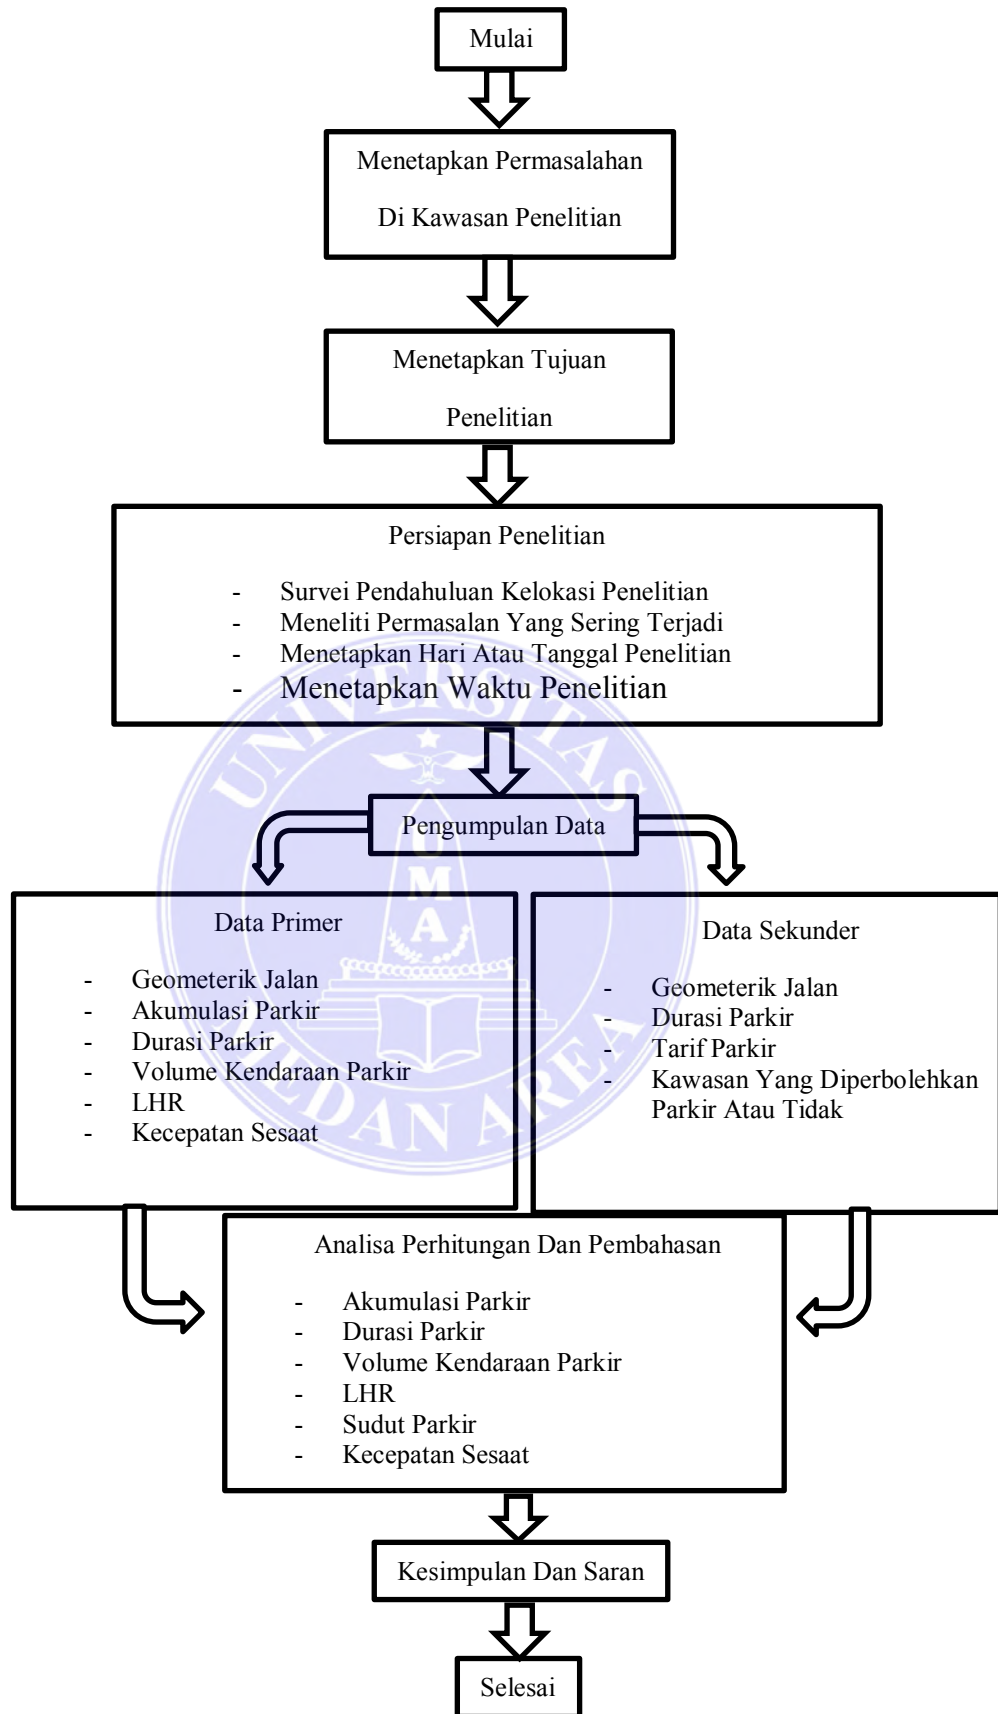 Mulai
Menetapkan Permasalahan
Di Kawasan Penelitian
Menetapkan Tujuan
Penelitian
Persiapan Penelitian
- Survei Pendahuluan Kelokasi Penelitian
- Meneliti Permasalan Yang Sering Terjadi
- Menetapkan Hari Atau Tanggal Penelitian
- Menetapkan Waktu Penelitian
Pengumpulan Data
Data Primer
- Geometerik Jalan
- Akumulasi Parkir
- Durasi Parkir
- Volume Kendaraan Parkir
- LHR
- Kecepatan Sesaat
Data Sekunder
- Geometerik Jalan
- Durasi Parkir
- Tarif Parkir
- Kawasan Yang Diperbolehkan
Parkir Atau Tidak
Analisa Perhitungan Dan Pembahasan
- Akumulasi Parkir
- Durasi Parkir
- Volume Kendaraan Parkir
- LHR
- Sudut Parkir
- Kecepatan Sesaat
Kesimpulan Dan Saran
Selesai
UNIVERSITAS
UMA
MEDAN AREA